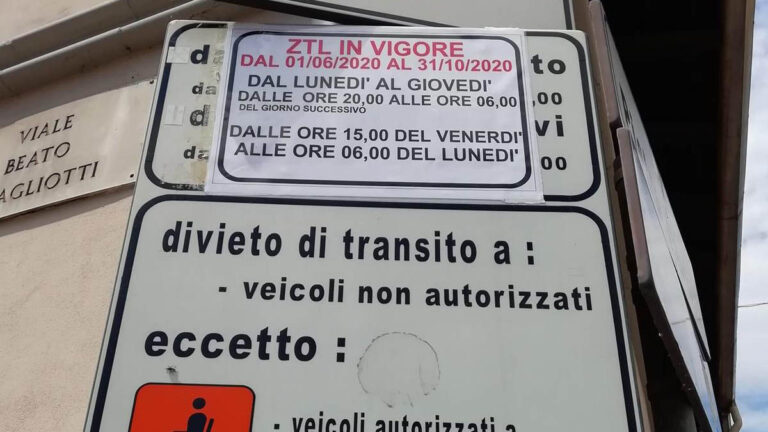 ZTL IN VIGORE
DAL 01/06/2020 AL 31/10/2020
DAL LUNEDI' AL GIOVEDI'
DALLE ORE 20,00 ALLE ORE 06,00
DEL GIORNO SUCCESSIVO
DALLE ORE 15,00 DEL VENERDI'
ALLE ORE 06,00 DEL LUNEDI'
VIALE
BEATO
AGLIOTTI
divieto di transito a :
- veicoli non autorizzati
eccetto :
- veicoli autorizzati a